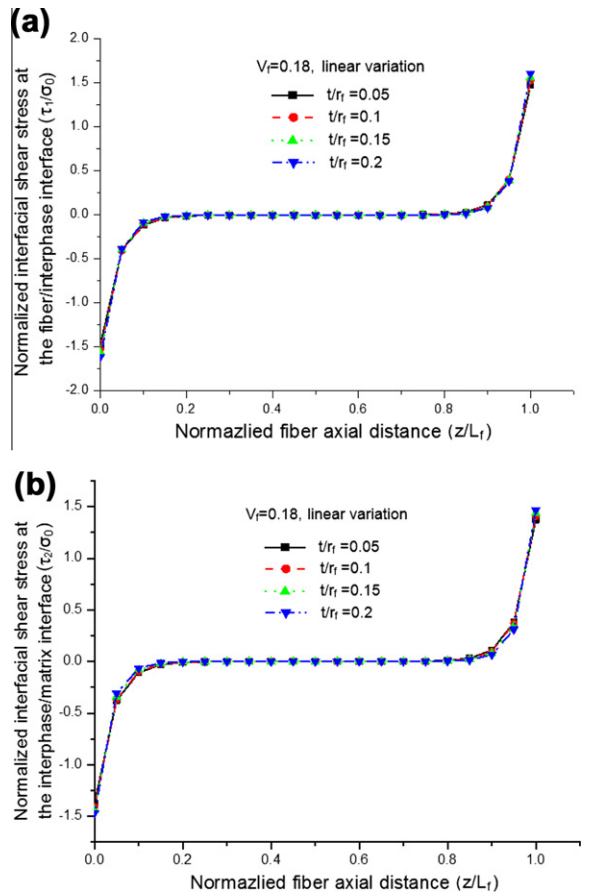 (a)
Normalized interfacial shear stress at
the fiber/interphase interface (τ₁/σ₀)
2.0
1.5
1.0
0.5
0.0
-0.5
-1.0
-1.5
-2.0
Vf=0.18, linear variation
t/rf =0.05
t/rf =0.1
t/rf =0.15
t/rf =0.2
0.0 0.2 0.4 0.6 0.8 1.0
Normazlied fiber axial distance (z/Lf)
(b)
Normalized interfacial shear stress at
the interphase/matrix interface (τ₂/σ₀)
1.5
1.0
0.5
0.0
-0.5
-1.0
-1.5
Vf=0.18, linear variation
t/rf =0.05
t/rf =0.1
t/rf =0.15
t/rf =0.2
0.0 0.2 0.4 0.6 0.8 1.0
Normazlied fiber axial distance (z/Lf)